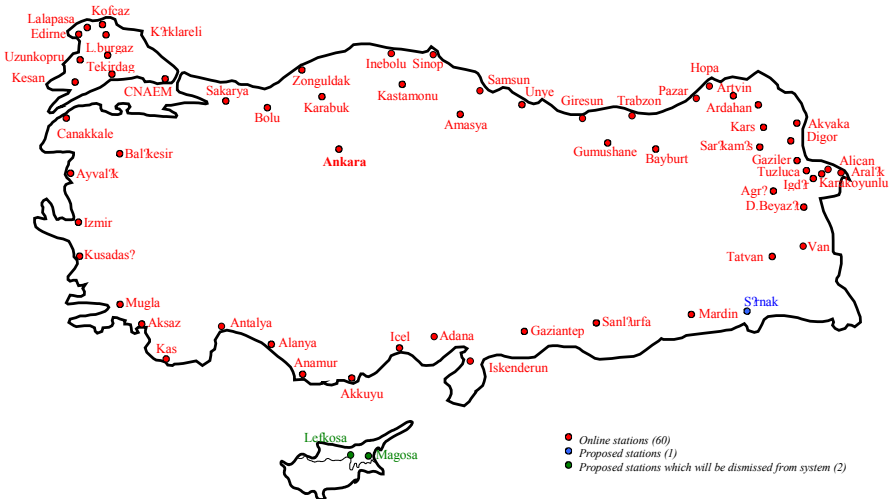 Kofcaz
Lalapasa
Edirne
K?rklareli
Uzunkopru
L.burgaz
Kesan
Tekirdag
CNAEM
Sakarya
Bolu
Zonguldak
Karabuk
Inebolu
Sinop
Kastamonu
Samsun
Amasya
Unye
Giresun
Trabzon
Gumushane
Bayburt
Hopa
Pazar
Artvin
Ardahan
Kars
Akyaka
Digor
Sar?kam?s
Gaziler
Alican
Tuzluca
Aral?k
Igd?r
Karakoyunlu
Agr?
D.Beyaz?t
Van
Tatvan
Canakkale
Bal?kesir
Ankara
Ayval?k
Izmir
Kusadas?
Mugla
Aksaz
Kas
Antalya
Alanya
Anamur
Akkuyu
Icel
Adana
Iskenderun
Gaziantep
Sanl?urfa
Mardin
S?rnak
Lefkosa
Magosa
Online stations (60)
Proposed stations (1)
Proposed stations which will be dismissed from system (2)